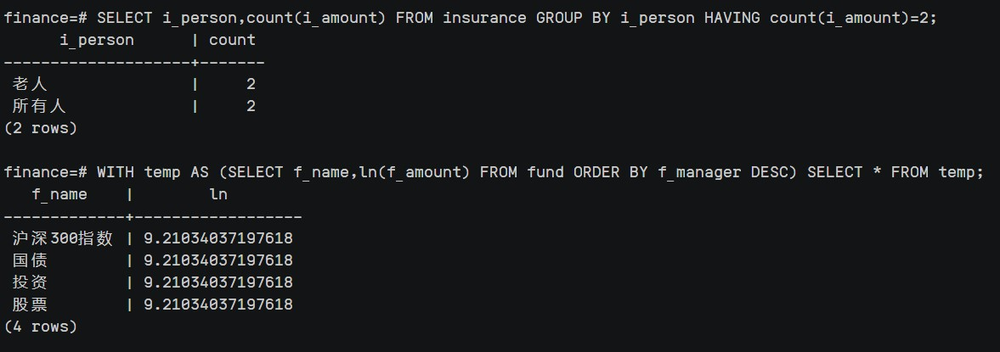 finance=# SELECT i_person,count(i_amount) FROM insurance GROUP BY i_person HAVING count(i_amount)=2;
      i_person      | count
--------------------+-------
 老人               |     2
 所有人             |     2
(2 rows)

finance=# WITH temp AS (SELECT f_name,ln(f_amount) FROM fund ORDER BY f_manager DESC) SELECT * FROM temp;
   f_name    |        ln
-------------+------------------
 沪深300指数 | 9.21034037197618
 国债        | 9.21034037197618
 投资        | 9.21034037197618
 股票        | 9.21034037197618
(4 rows)